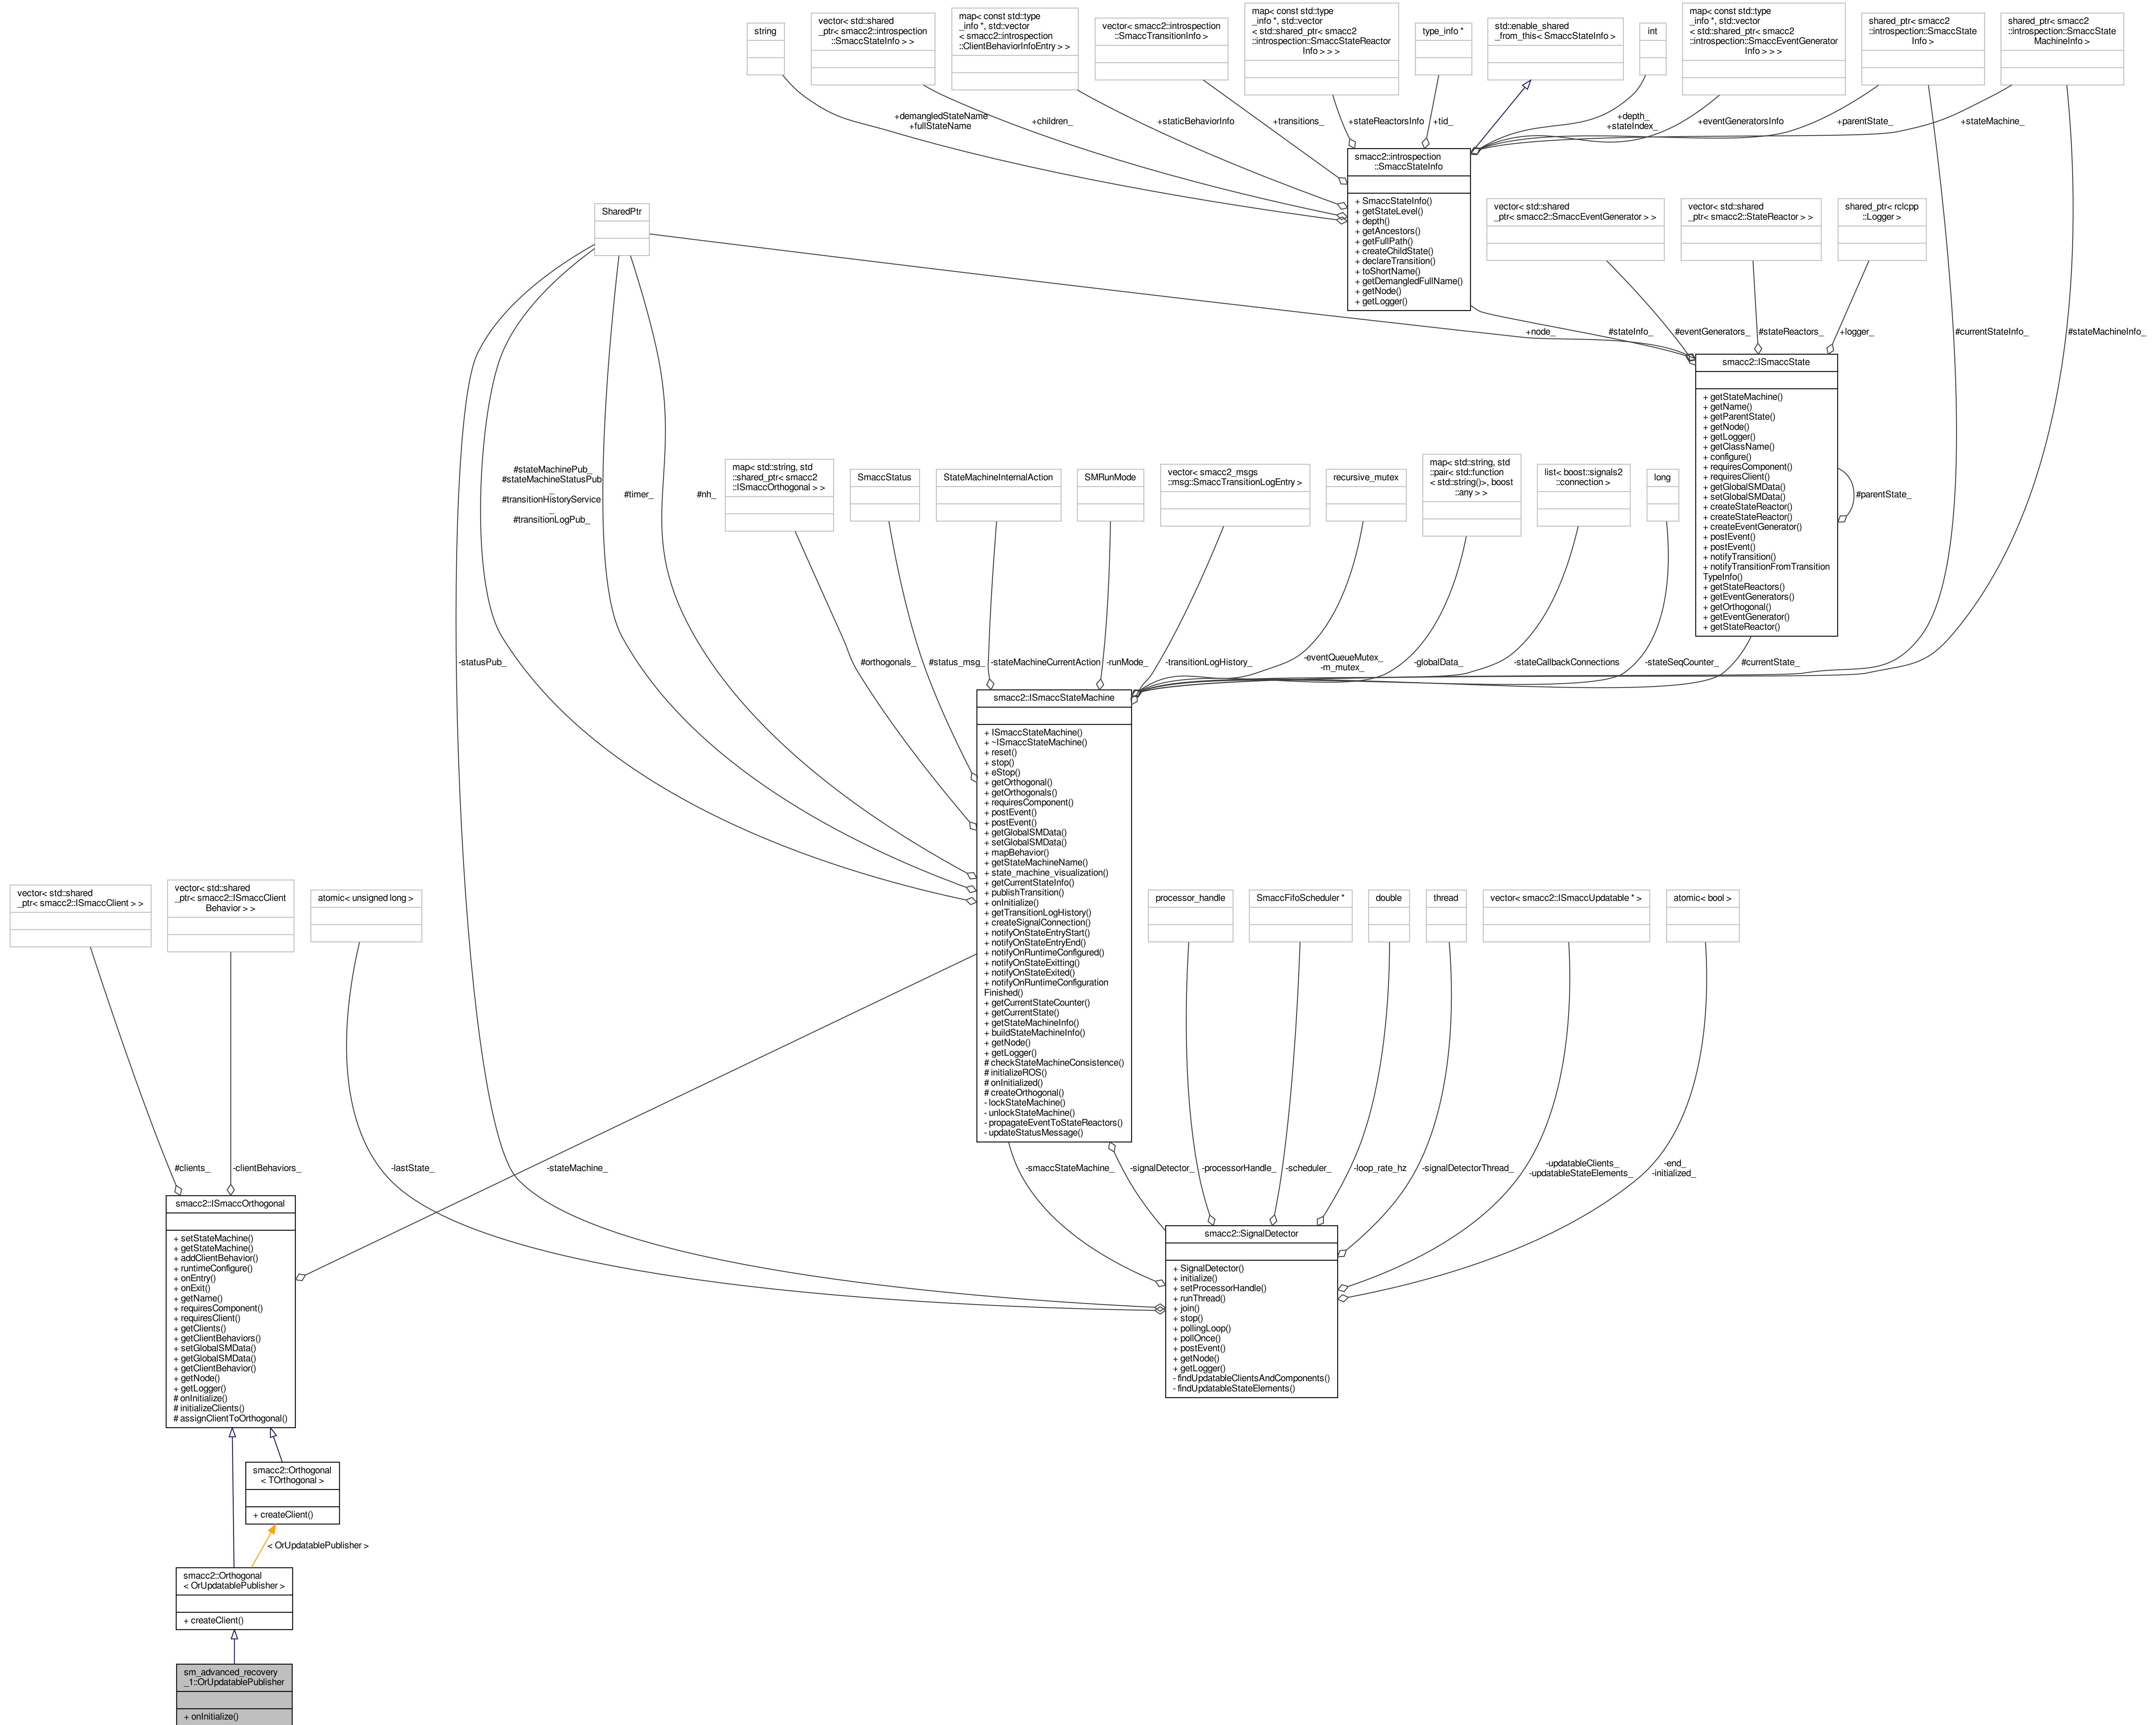 string
vector< std::shared
_ptr< smacc2::introspection
::SmaccStateInfo > >
map< const std::type
_info *, std::vector
< smacc2::introspection
::ClientBehaviorInfoEntry > >
vector< smacc2::introspection
::SmaccTransitionInfo >
map< const std::type
_info *, std::vector
< std::shared_ptr< smacc2
::introspection::SmaccStateReactor
Info > > >
type_info *
std::enable_shared
_from_this< SmaccStateInfo >
int
map< const std::type
_info *, std::vector
< std::shared_ptr< smacc2
::introspection::SmaccEventGenerator
Info > > >
shared_ptr< smacc2
::introspection::SmaccState
Info >
shared_ptr< smacc2
::introspection::SmaccState
MachineInfo >
+demangledStateName
+fullStateName
+children_
+staticBehaviorInfo
+transitions_
+stateReactorsInfo
+tid_
+depth_
+stateIndex_
+eventGeneratorsInfo
+parentState_
+stateMachine_
smacc2::introspection
::SmaccStateInfo
+ SmaccStateInfo()
+ getStateLevel()
+ depth()
+ getAncestors()
+ getFullPath()
+ createChildState()
+ declareTransition()
+ toShortName()
+ getDemangledFullName()
+ getNode()
+ getLogger()
SharedPtr
vector< std::shared
_ptr< smacc2::SmaccEventGenerator > >
vector< std::shared
_ptr< smacc2::StateReactor > >
shared_ptr< rclcpp
::Logger >
+node_
#stateInfo_
#eventGenerators_
#stateReactors_
+logger_
#currentStateInfo_
#stateMachineInfo_
smacc2::ISmaccState
+ getStateMachine()
+ getName()
+ getParentState()
+ getNode()
+ getLogger()
+ getClassName()
+ configure()
+ requiresComponent()
+ requiresClient()
+ getGlobalSMData()
+ setGlobalSMData()
+ createStateReactor()
+ createStateReactor()
+ createEventGenerator()
+ postEvent()
+ postEvent()
+ notifyTransition()
+ notifyTransitionFromTransition
TypeInfo()
+ getStateReactors()
+ getEventGenerators()
+ getOrthogonal()
+ getEventGenerator()
+ getStateReactor()
#parentState_
#stateMachinePub_
#stateMachineStatusPub
_
#transitionHistoryService
_
#transitionLogPub_
#timer_
#nh_
map< std::string, std
::shared_ptr< smacc2
::ISmaccOrthogonal > >
SmaccStatus
StateMachineInternalAction
SMRunMode
vector< smacc2_msgs
::msg::SmaccTransitionLogEntry >
recursive_mutex
map< std::string, std
::pair< std::function
< std::string()>, boost
::any > >
list< boost::signals2
::connection >
long
-statusPub_
#orthogonals_
#status_msg_
-stateMachineCurrentAction
-runMode_
-transitionLogHistory_
-eventQueueMutex_
-m_mutex_
-globalData_
-stateCallbackConnections
-stateSeqCounter_
#currentState_
smacc2::ISmaccStateMachine
+ ISmaccStateMachine()
+ ~ISmaccStateMachine()
+ reset()
+ stop()
+ eStop()
+ getOrthogonal()
+ getOrthogonals()
+ requiresComponent()
+ postEvent()
+ postEvent()
+ getGlobalSMData()
+ setGlobalSMData()
+ mapBehavior()
+ getStateMachineName()
+ state_machine_visualization()
+ getCurrentStateInfo()
+ publishTransition()
+ onInitialize()
+ getTransitionLogHistory()
+ createSignalConnection()
+ notifyOnStateEntryStart()
+ notifyOnStateEntryEnd()
+ notifyOnRuntimeConfigured()
+ notifyOnStateExitting()
+ notifyOnStateExited()
+ notifyOnRuntimeConfiguration
Finished()
+ getCurrentStateCounter()
+ getCurrentState()
+ getStateMachineInfo()
+ buildStateMachineInfo()
+ getNode()
+ getLogger()
# checkStateMachineConsistence()
# initializeROS()
# onInitialized()
# createOrthogonal()
- lockStateMachine()
- unlockStateMachine()
- propagateEventToStateReactors()
- updateStatusMessage()
vector< std::shared
_ptr< smacc2::ISmaccClient > >
vector< std::shared
_ptr< smacc2::ISmaccClient
Behavior > >
atomic< unsigned long >
processor_handle
SmaccFifoScheduler *
double
thread
vector< smacc2::ISmaccUpdatable * >
atomic< bool >
#clients_
-clientBehaviors_
-lastState_
-stateMachine_
-smaccStateMachine_
-signalDetector_
-processorHandle_
-scheduler_
-loop_rate_hz
-signalDetectorThread_
-updatableClients_
-updatableStateElements_
-end_
-initialized_
smacc2::ISmaccOrthogonal
+ setStateMachine()
+ getStateMachine()
+ addClientBehavior()
+ runtimeConfigure()
+ onEntry()
+ onExit()
+ getName()
+ requiresComponent()
+ requiresClient()
+ getClients()
+ getClientBehaviors()
+ setGlobalSMData()
+ getGlobalSMData()
+ getClientBehavior()
+ getNode()
+ getLogger()
# onInitialize()
# initializeClients()
# assignClientToOrthogonal()
smacc2::SignalDetector
+ SignalDetector()
+ initialize()
+ setProcessorHandle()
+ runThread()
+ join()
+ stop()
+ pollingLoop()
+ pollOnce()
+ postEvent()
+ getNode()
+ getLogger()
- findUpdatableClientsAndComponents()
- findUpdatableStateElements()
smacc2::Orthogonal
< TOrthogonal >
+ createClient()
< OrUpdatablePublisher >
smacc2::Orthogonal
< OrUpdatablePublisher >
+ createClient()
sm_advanced_recovery
_1::OrUpdatablePublisher
+ onInitialize()